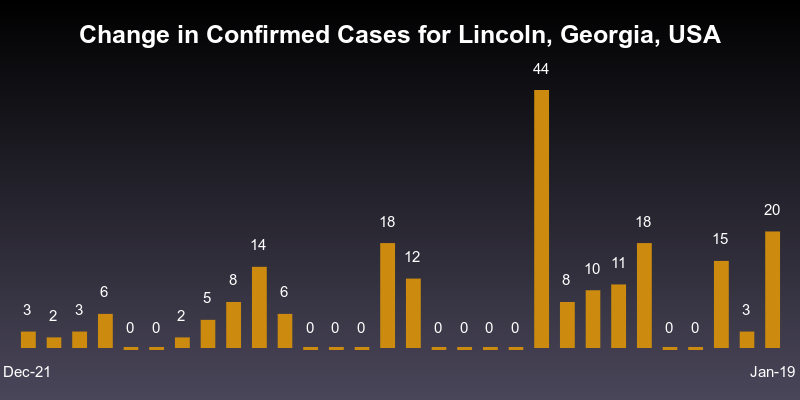 Change in Confirmed Cases for Lincoln, Georgia, USA
3 2 3 6 0 0 2 5 8 14 6 0 0 0 18 12 0 0 0 0 44 8 10 11 18 0 0 15 3 20
Dec-21 Jan-19